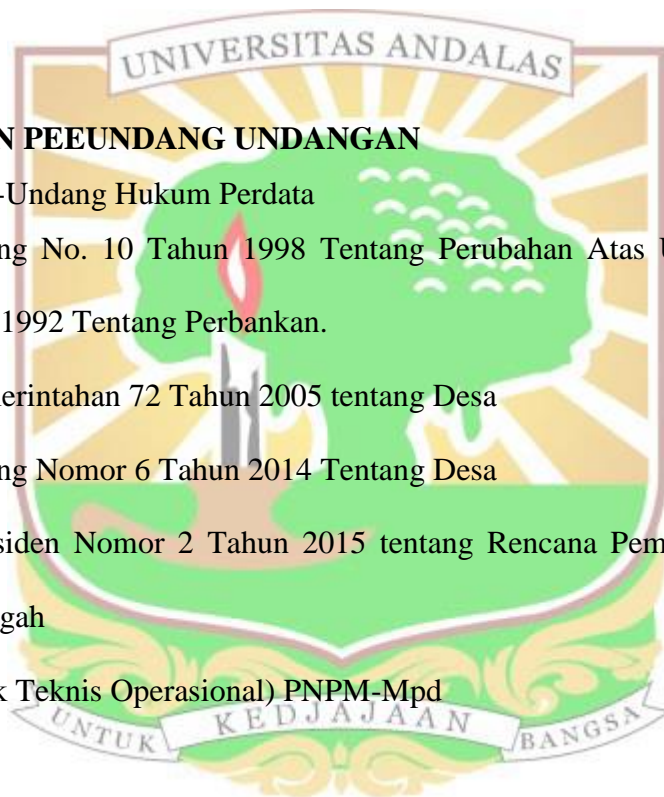 UNIVERSITAS ANDALAS
N PEEUNDANG UNDANGAN
-Undang Hukum Perdata
ng No. 10 Tahun 1998 Tentang Perubahan Atas U
1992 Tentang Perbankan.
erintahan 72 Tahun 2005 tentang Desa
ng Nomor 6 Tahun 2014 Tentang Desa
siden Nomor 2 Tahun 2015 tentang Rencana Pem
gah
k Teknis Operasional) PNPM-Mpd
UNTUK KEDJAJAAN BANGSA